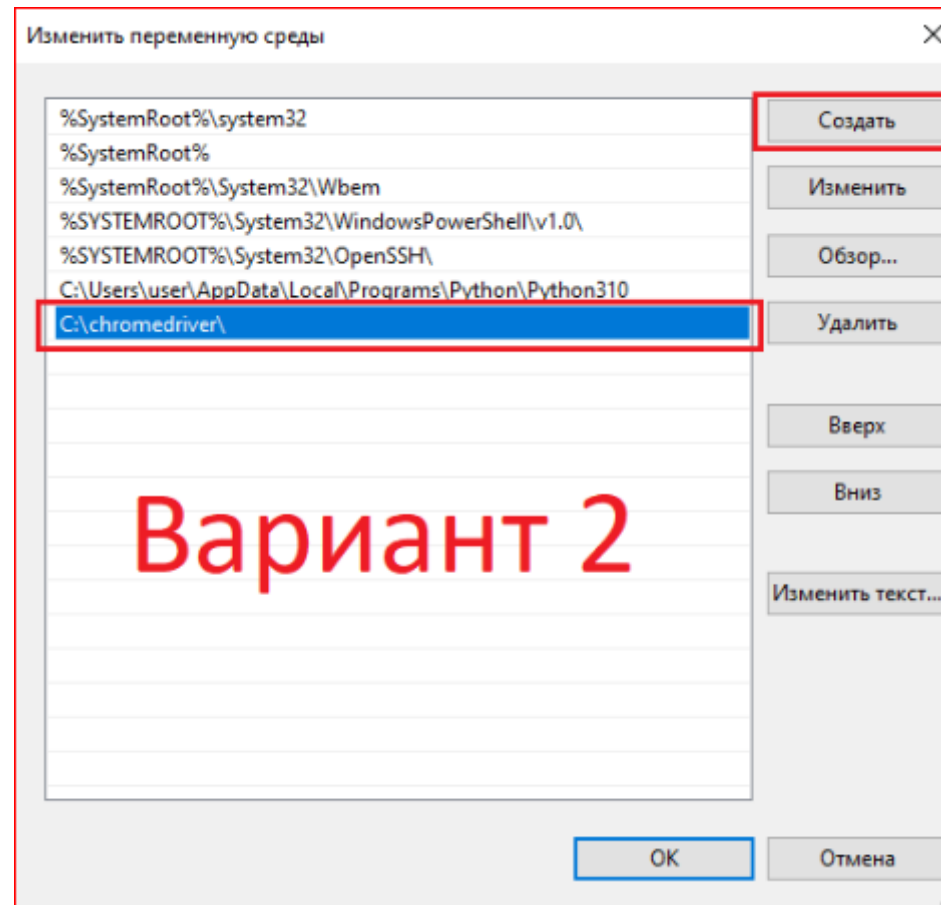 Изменить переменную среды
%SystemRoot%\system32
%SystemRoot%
%SystemRoot%\System32\Wbem
%SYSTEMROOT%\System32\WindowsPowerShell\v1.0\
%SYSTEMROOT%\System32\OpenSSH\
C:\Users\user\AppData\Local\Programs\Python\Python310
C:\chromedriver\
Создать
Изменить
Обзор...
Удалить
Вверх
Вниз
Изменить текст...
Вариант 2
OK
Отмена